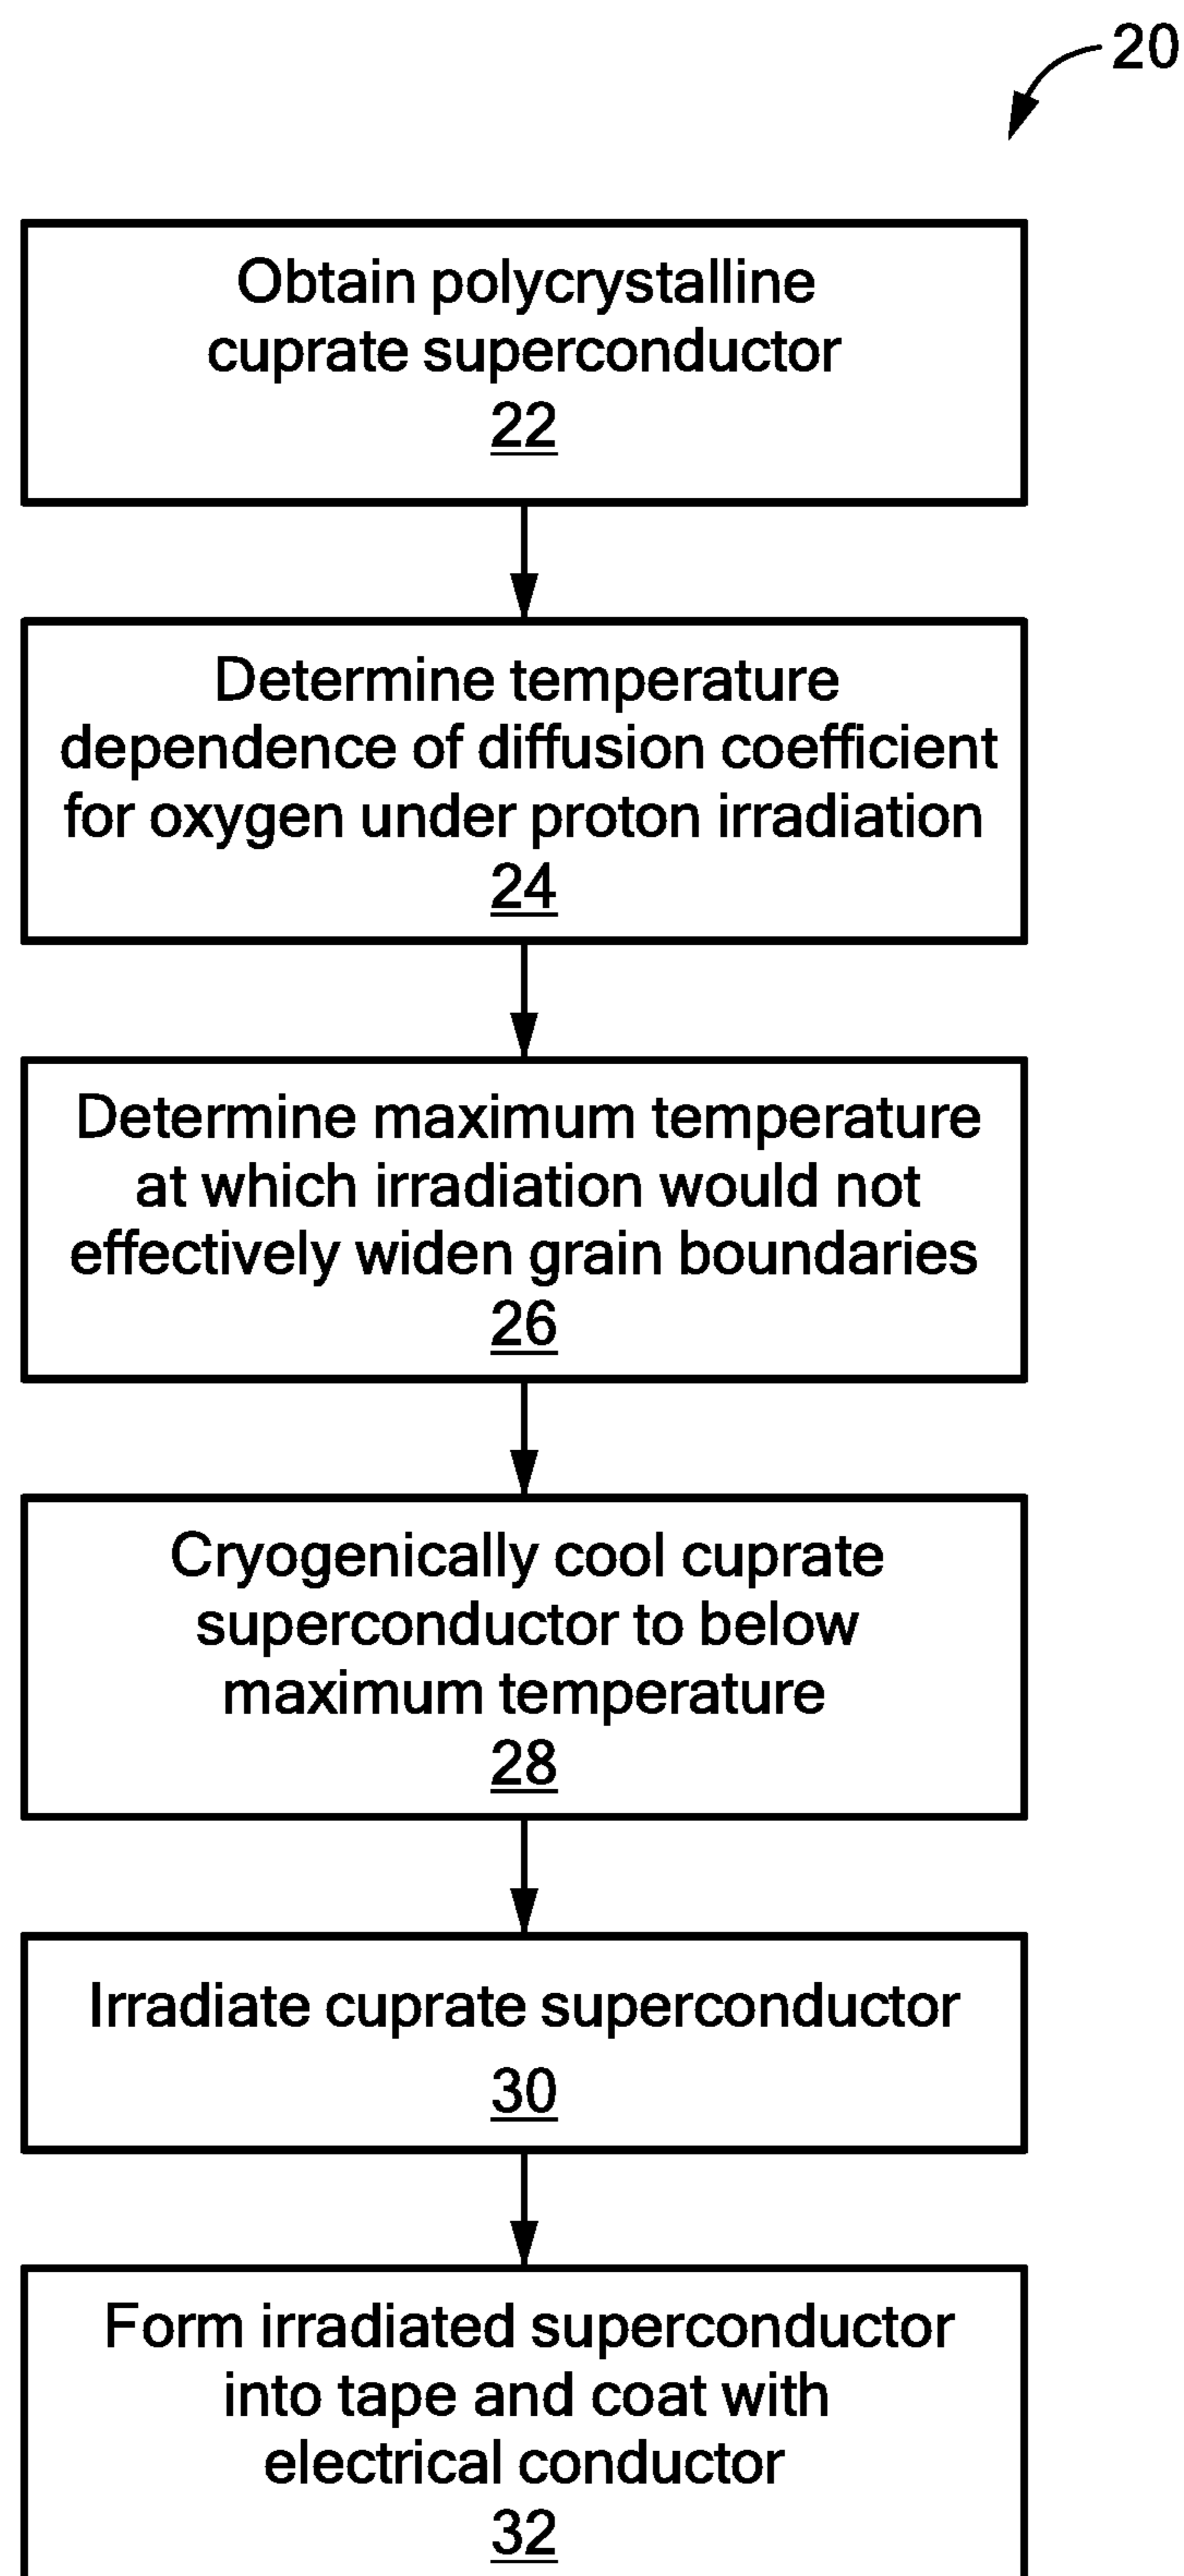 20
Obtain polycrystalline
cuprate superconductor
22
Determine temperature
dependence of diffusion coefficient
for oxygen under proton irradiation
24
Determine maximum temperature
at which irradiation would not
effectively widen grain boundaries
26
Cryogenically cool cuprate
superconductor to below
maximum temperature
28
Irradiate cuprate superconductor
30
Form irradiated superconductor
into tape and coat with
electrical conductor
32